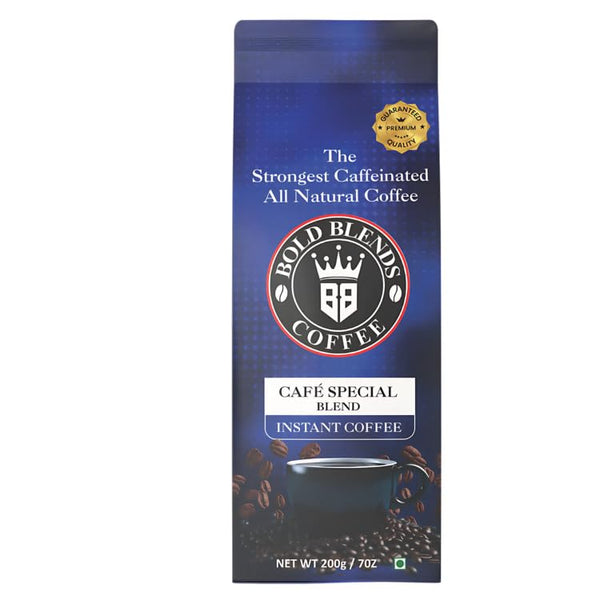 GUARANTEED
PREMIUM
QUALITY
The
Strongest Caffeinated
All Natural Coffee
BOLD BLENDS
BB
COFFEE
CAFÉ SPECIAL
BLEND
INSTANT COFFEE
NET WT 200g / 7OZ